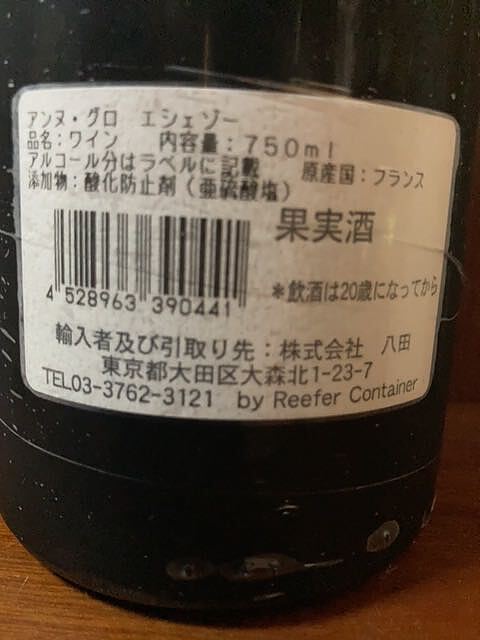 アンヌ・グロ　エシェゾー
品名：ワイン　内容量：750ml
アルコール分はラベルに記載　原産国：フランス
添加物：酸化防止剤（亜硫酸塩）
果実酒
4 528963 390441
＊飲酒は20歳になってから
輸入者及び引取り先：株式会社　八田
東京都大田区大森北1-23-7
TEL03-3762-3121　by Reefer Container